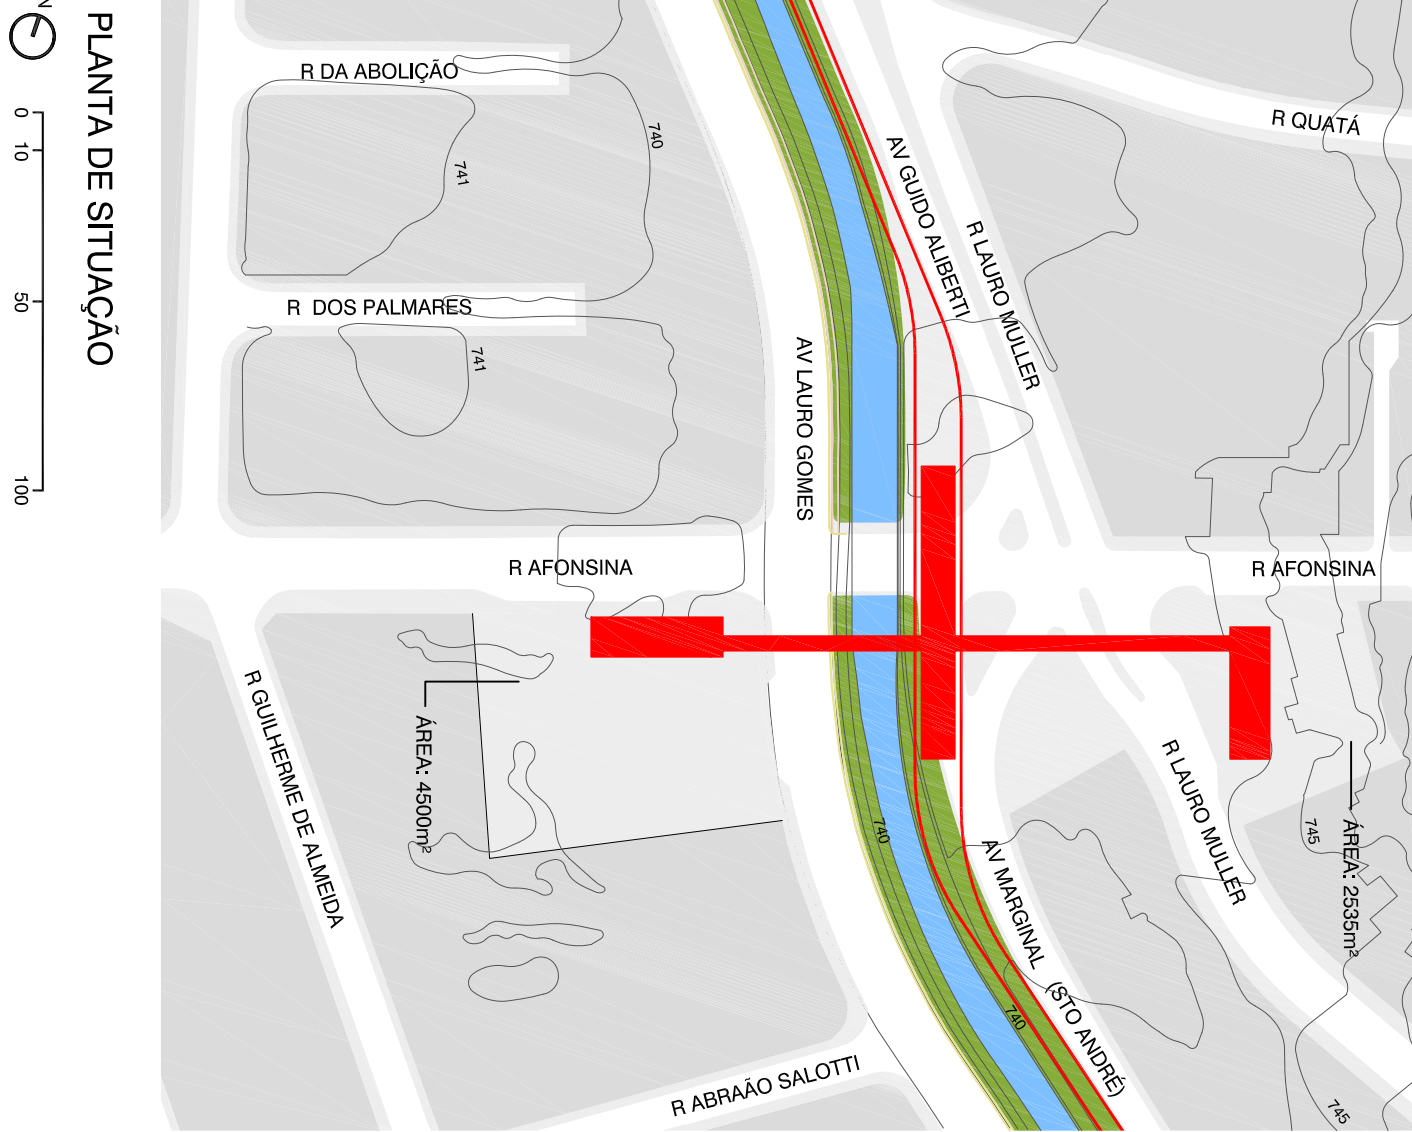 N
PLANTA DE SITUAÇÃO
0
10
50
100
R DA ABOLIÇÃO
740
741
R QUATÁ
AV GUIDO ALIBERTI
R LAURO MULLER
R DOS PALMARES
741
AV LAURO GOMES
R AFONSINA
R AFONSINA
R GUILHERME DE ALMEIDA
ÁREA: 4500m²
740
R LAURO MULLER
745
ÁREA: 2535m²
AV MARGINAL (STO ANDRÉ)
740
R ABRAÃO SALOTTI
745